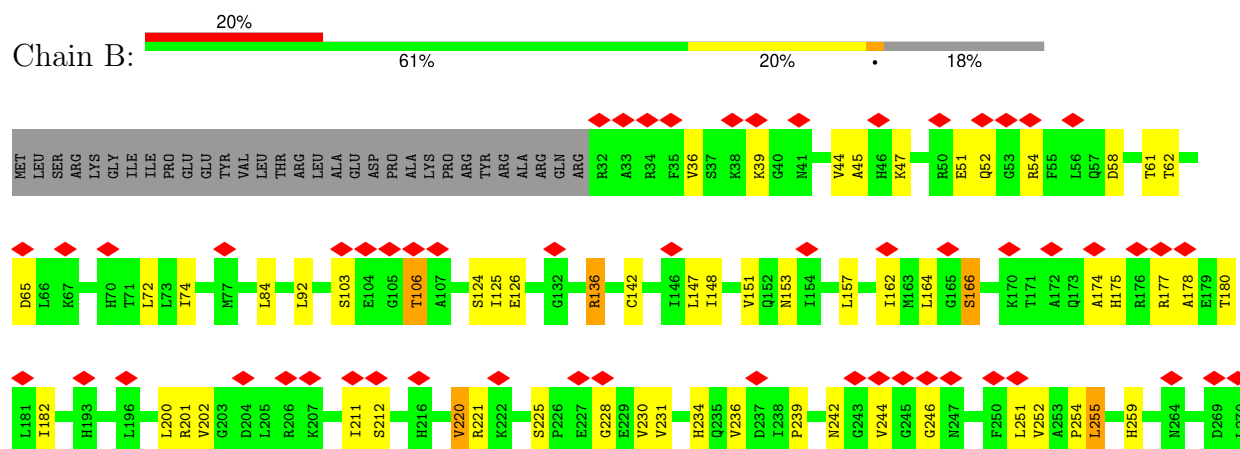 20%
Chain B:
61% 20% • 18%
MET LEU SER ARG LYS GLY ILE ILE PRO GLU GLU TYR VAL LEU THR ARG LEU ALA GLU ASP PRO ALA LYS PRO ARG TYR ARG ALA ARG GLN ARG R32 A33 R34 F35 V36 S37 K38 K39 G40 N41 V44 A45 H46 K47 R50 E51 Q52 G53 R54 F55 L56 Q57 D58 T61 T62
D65 L66 K67 H70 T71 L72 L73 I74 M77 L84 L92 S103 E104 G105 T106 A107 S124 I125 E126 G132 R136 C142 I146 L147 I148 V151 Q152 N153 I154 L157 I162 M163 L164 G165 S166 K170 T171 A172 Q173 A174 H175 R176 R177 A178 E179 T180
L181 I182 H193 L196 L200 R201 V202 G203 D204 L205 R206 K207 I211 S212 H216 V220 R221 K222 S225 P226 E227 G228 E229 V230 V231 H234 Q235 V236 D237 I238 P239 N242 G243 V244 G245 G246 N247 F250 L251 V252 A253 P254 L255 H259 N264 D269